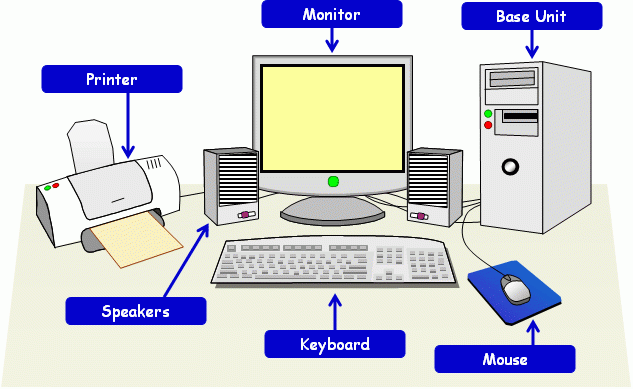 Monitor
Base Unit
Printer
Speakers
Keyboard
Mouse